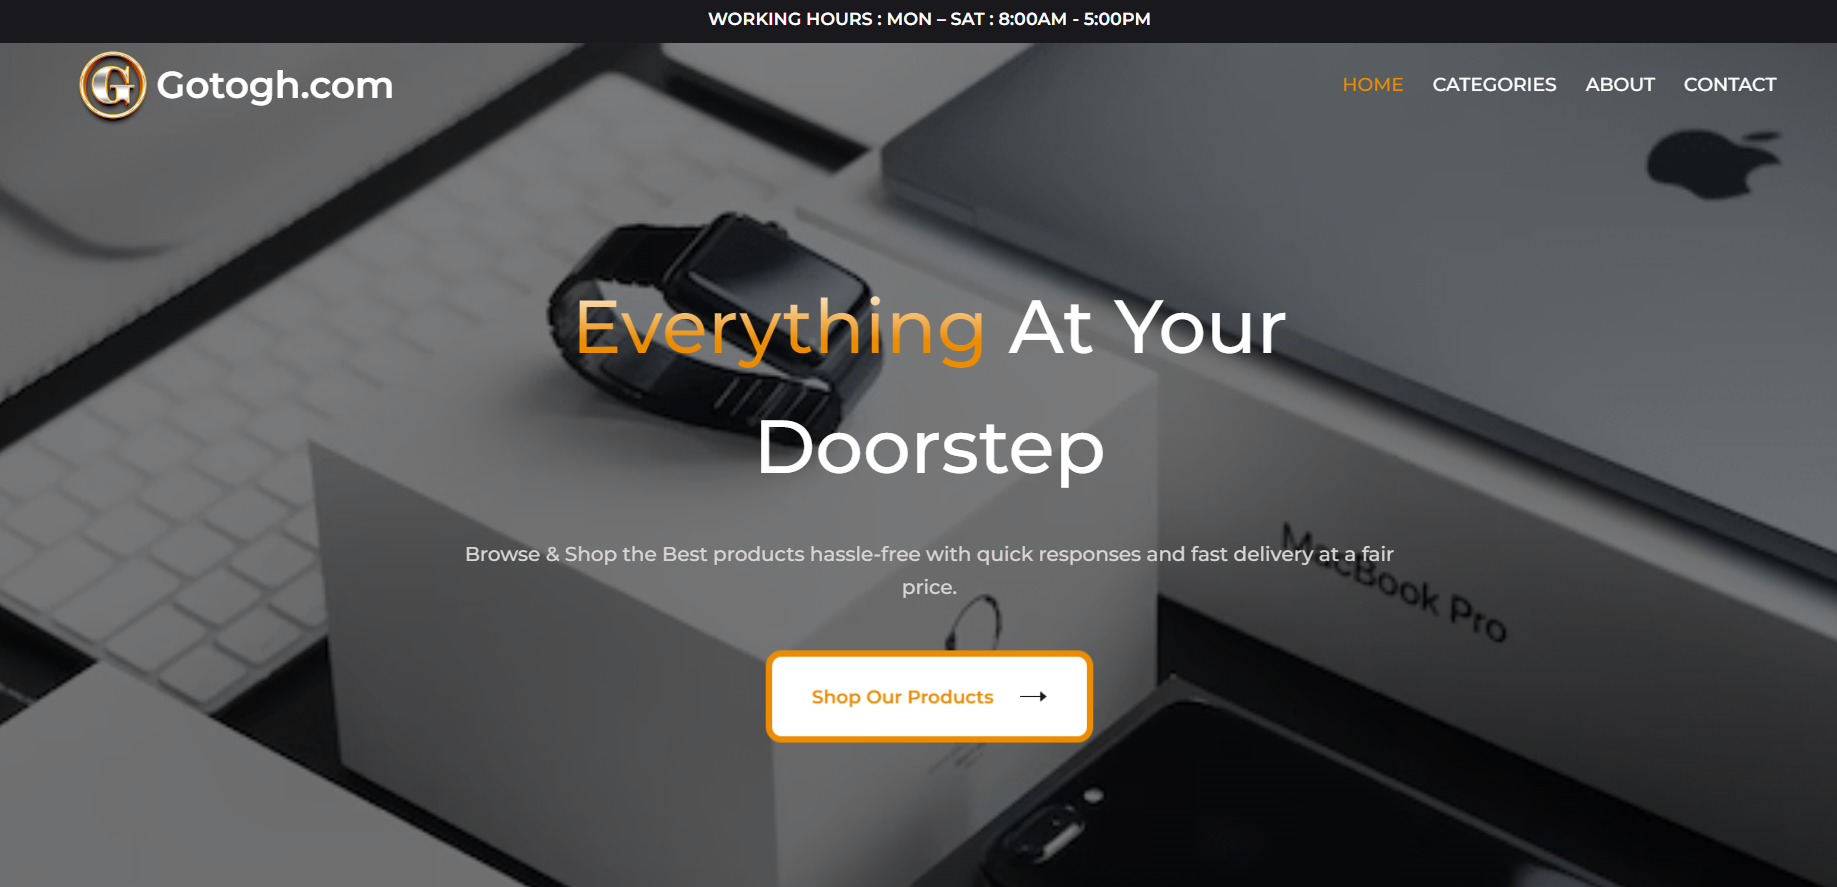 WORKING HOURS : MON – SAT : 8:00AM - 5:00PM
G Gotogh.com
HOME CATEGORIES ABOUT CONTACT
Everything At Your
Doorstep
Browse & Shop the Best products hassle-free with quick responses and fast delivery at a fair
price.
MacBook Pro
Shop Our Products